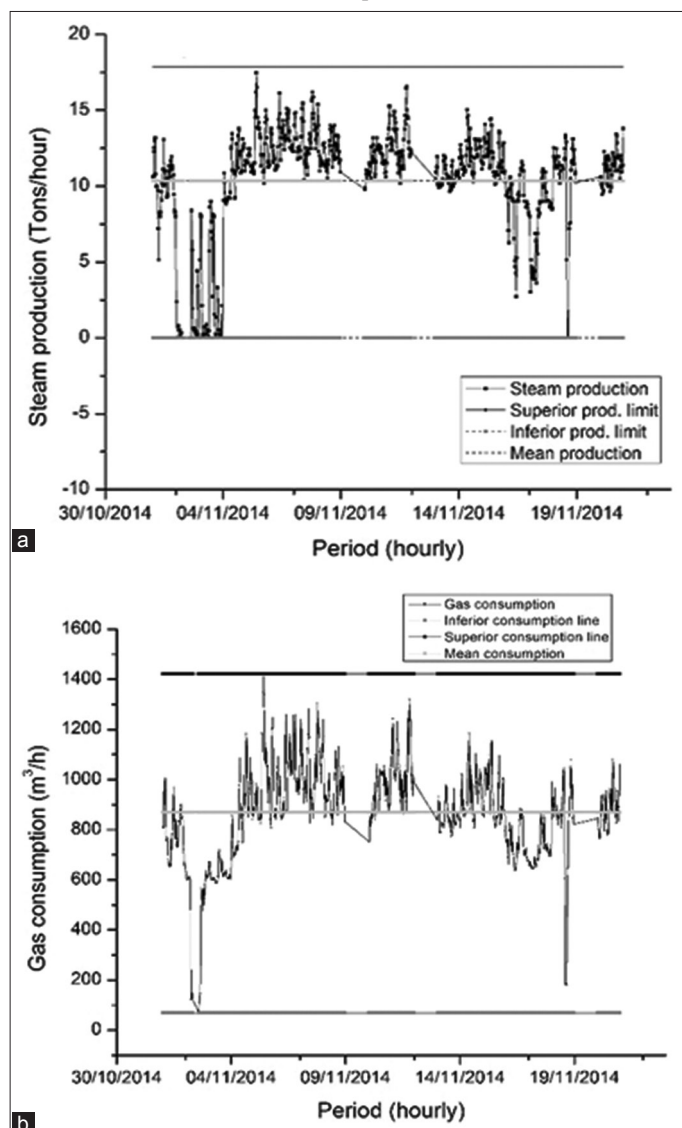 20
15
10
5
0
-5
-10
Steam production (Tons/hour)
Steam production
Superior prod. limit
Inferior prod. limit
Mean production
30/10/2014 04/11/2014 09/11/2014 14/11/2014 19/11/2014
Period (hourly)
a
Gas consumption
Inferior consumption line
Superior consumption line
Mean consumption
1600
1400
1200
1000
800
600
400
200
0
Gas consumption (m³/h)
30/10/2014 04/11/2014 09/11/2014 14/11/2014 19/11/2014
Period (hourly)
b